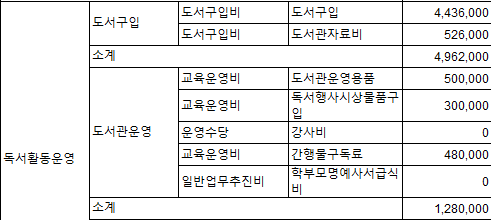 도서구입 도서구입비 도서구입 4,436,000
도서구입비 도서관자료비 526,000
소계 4,962,000
독서활동운영 도서관운영 교육운영비 도서관운영용품 500,000
교육운영비 독서행사시상물품구
입 300,000
운영수당 강사비 0
교육운영비 간행물구독료 480,000
일반업무추진비 학부모명예사서급식
비 0
소계 1,280,000